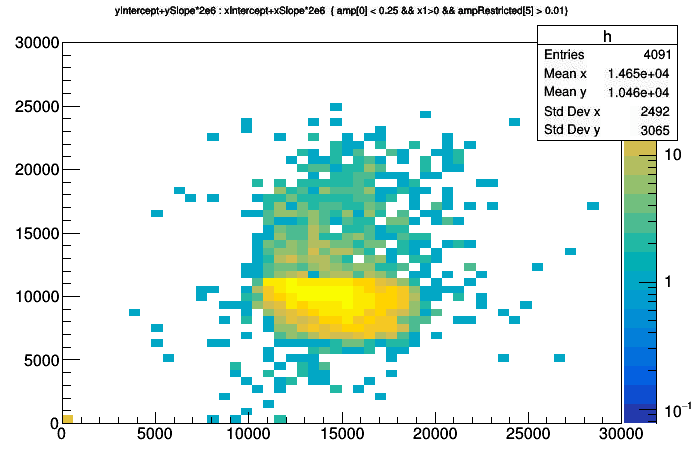 yIntercept+ySlope*2e6 : xIntercept+xSlope*2e6 { amp[0] < 0.25 && x1>0 && ampRestricted[5] > 0.01}
h
Entries 4091
Mean x 1.465e+04
Mean y 1.046e+04
Std Dev x 2492
Std Dev y 3065
30000
25000
20000
15000
10000
5000
0
10
1
10⁻¹
0 5000 10000 15000 20000 25000 30000